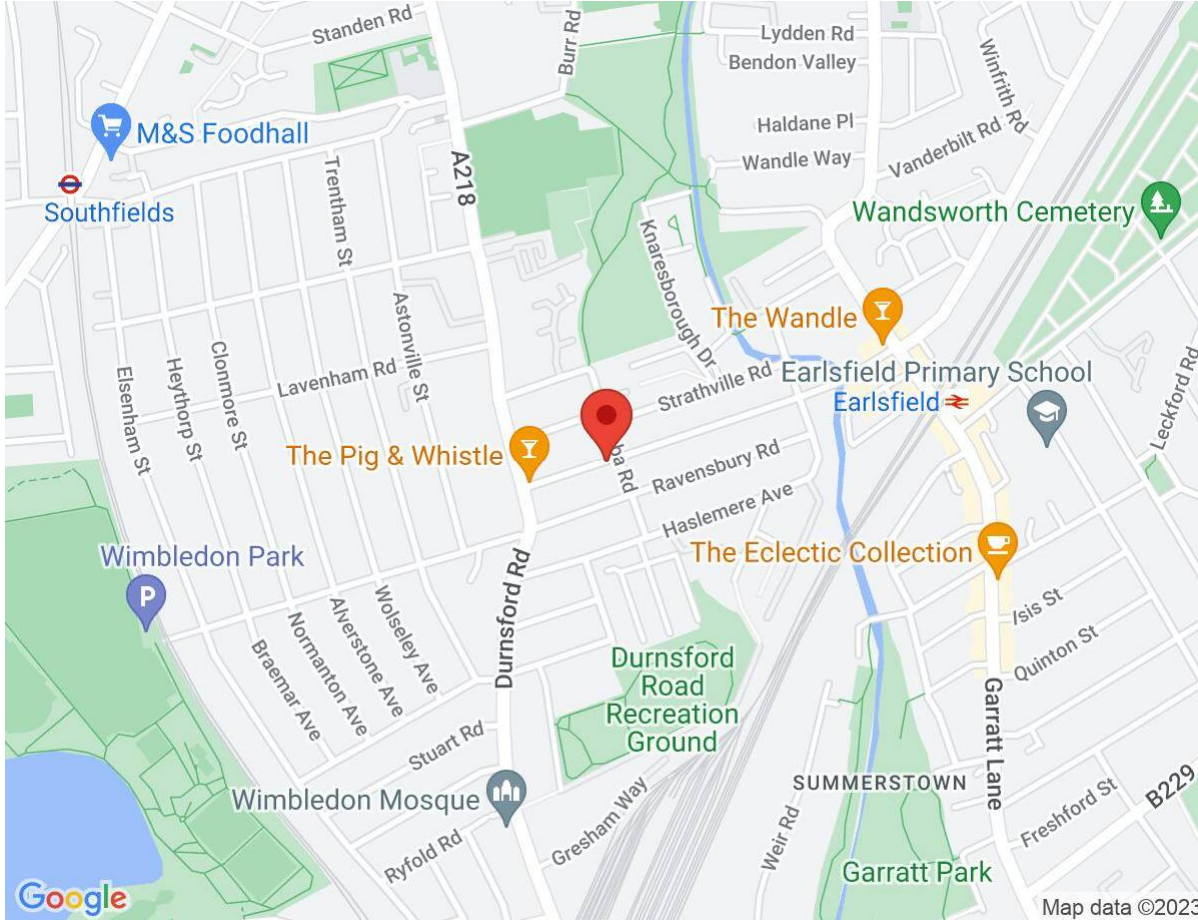 Standen Rd
Burr Rd
Lydden Rd
Bendon Valley
Winfrith Rd
M&S Foodhall
Haldane Pl
Vanderbilt Rd
Wandle Way
A218
Trentham St
Southfields
Wandsworth Cemetery
Knaresborough Dr
Astonville St
The Wandle
Lavenham Rd
Strathville Rd
Earlsfield Primary School
Earlsfield
Leckford Rd
Elsenham St
Heythorp St
Clonmore St
The Pig & Whistle
ba Rd
Ravensbury Rd
Haslemere Ave
The Eclectic Collection
Wimbledon Park
P
Durnsford Rd
Isis St
Quinton St
Braemar Ave
Normanton Ave
Alverstone Ave
Wolseley Ave
Durnsford
Road
Recreation
Ground
Stuart Rd
Garratt Lane
SUMMERSTOWN
Wimbledon Mosque
Gresham Way
Weir Rd
Freshford St
B229
Ryfold Rd
Garratt Park
Google
Map data ©2023